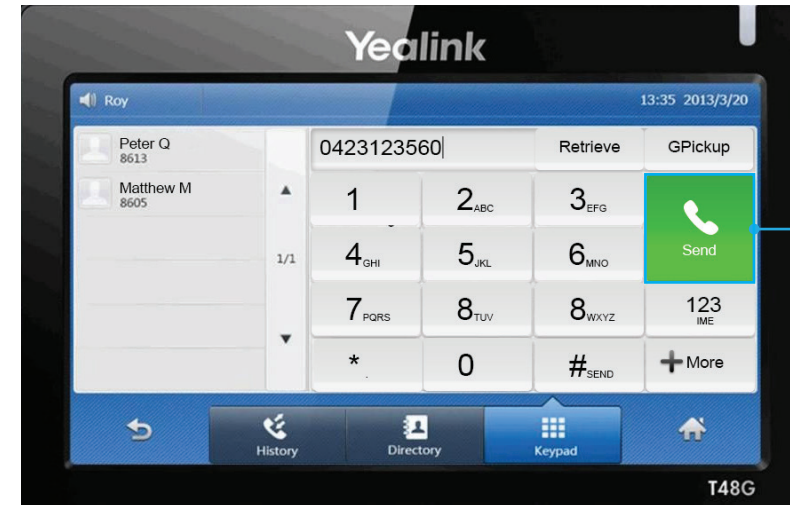 Yealink
Roy 13:35 2013/3/20
Peter Q
8613
Matthew M
8605
1/1
0423123560 Retrieve GPickup
1 2ABC 3EFG
Send
4GHI 5JKL 6MNO
7PQRS 8TUV 8WXYZ 123
IME
* . 0 #SEND More
History Directory Keypad
T48G